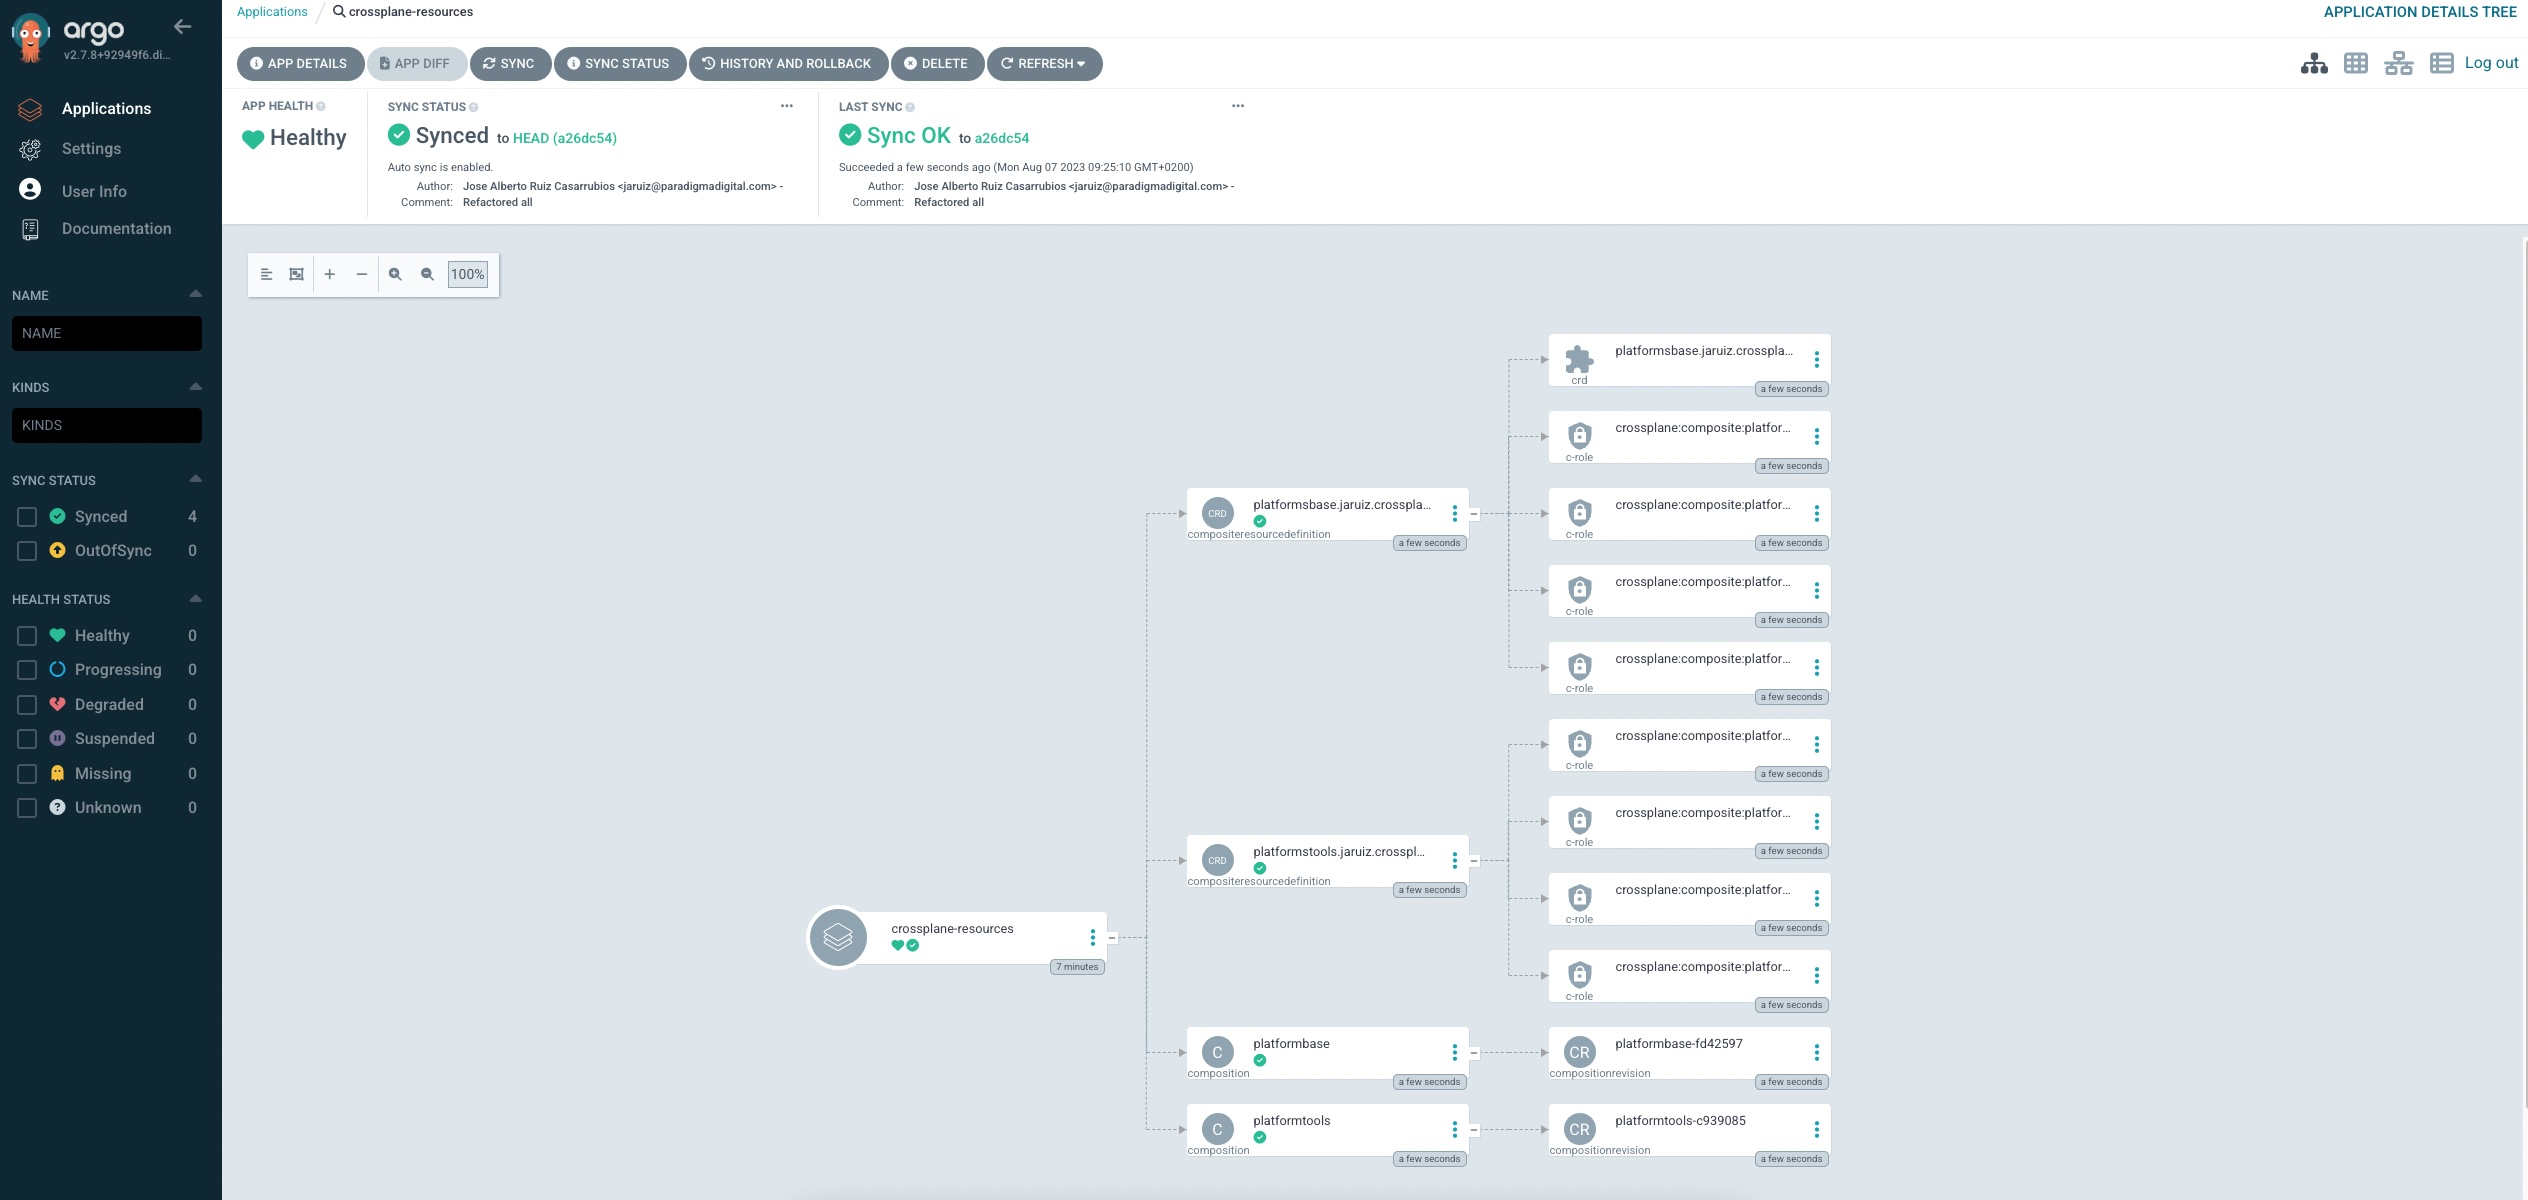 argo
v2.7.8+92949f6.di...
Applications
Settings
User Info
Documentation
NAME
NAME
KINDS
KINDS
SYNC STATUS
Synced 4
OutOfSync 0
HEALTH STATUS
Healthy 0
Progressing 0
Degraded 0
Suspended 0
Missing 0
Unknown 0
Applications / crossplane-resources
APPLICATION DETAILS TREE
APP DETAILS APP DIFF SYNC SYNC STATUS HISTORY AND ROLLBACK DELETE REFRESH
Log out
APP HEALTH
Healthy
SYNC STATUS
Synced to HEAD (a26dc54)
Auto sync is enabled.
Author: Jose Alberto Ruiz Casarrubios <jaruiz@paradigmadigital.com> -
Comment: Refactored all
LAST SYNC
Sync OK to a26dc54
Succeeded a few seconds ago (Mon Aug 07 2023 09:25:10 GMT+0200)
Author: Jose Alberto Ruiz Casarrubios <jaruiz@paradigmadigital.com> -
Comment: Refactored all
100%
crossplane-resources
7 minutes
CRD
platformsbase.jaruiz.crosspla...
compositeresourcedefinition
a few seconds
CRD
platformstools.jaruiz.crosspl...
compositeresourcedefinition
a few seconds
C
platformbase
composition
a few seconds
C
platformtools
composition
a few seconds
platformsbase.jaruiz.crosspla...
crd
a few seconds
crossplane:composite:platfor...
c-role
a few seconds
crossplane:composite:platfor...
c-role
a few seconds
crossplane:composite:platfor...
c-role
a few seconds
crossplane:composite:platfor...
c-role
a few seconds
crossplane:composite:platfor...
c-role
a few seconds
crossplane:composite:platfor...
c-role
a few seconds
crossplane:composite:platfor...
c-role
a few seconds
crossplane:composite:platfor...
c-role
a few seconds
CR
platformbase-fd42597
compositionrevision
a few seconds
CR
platformtools-c939085
compositionrevision
a few seconds